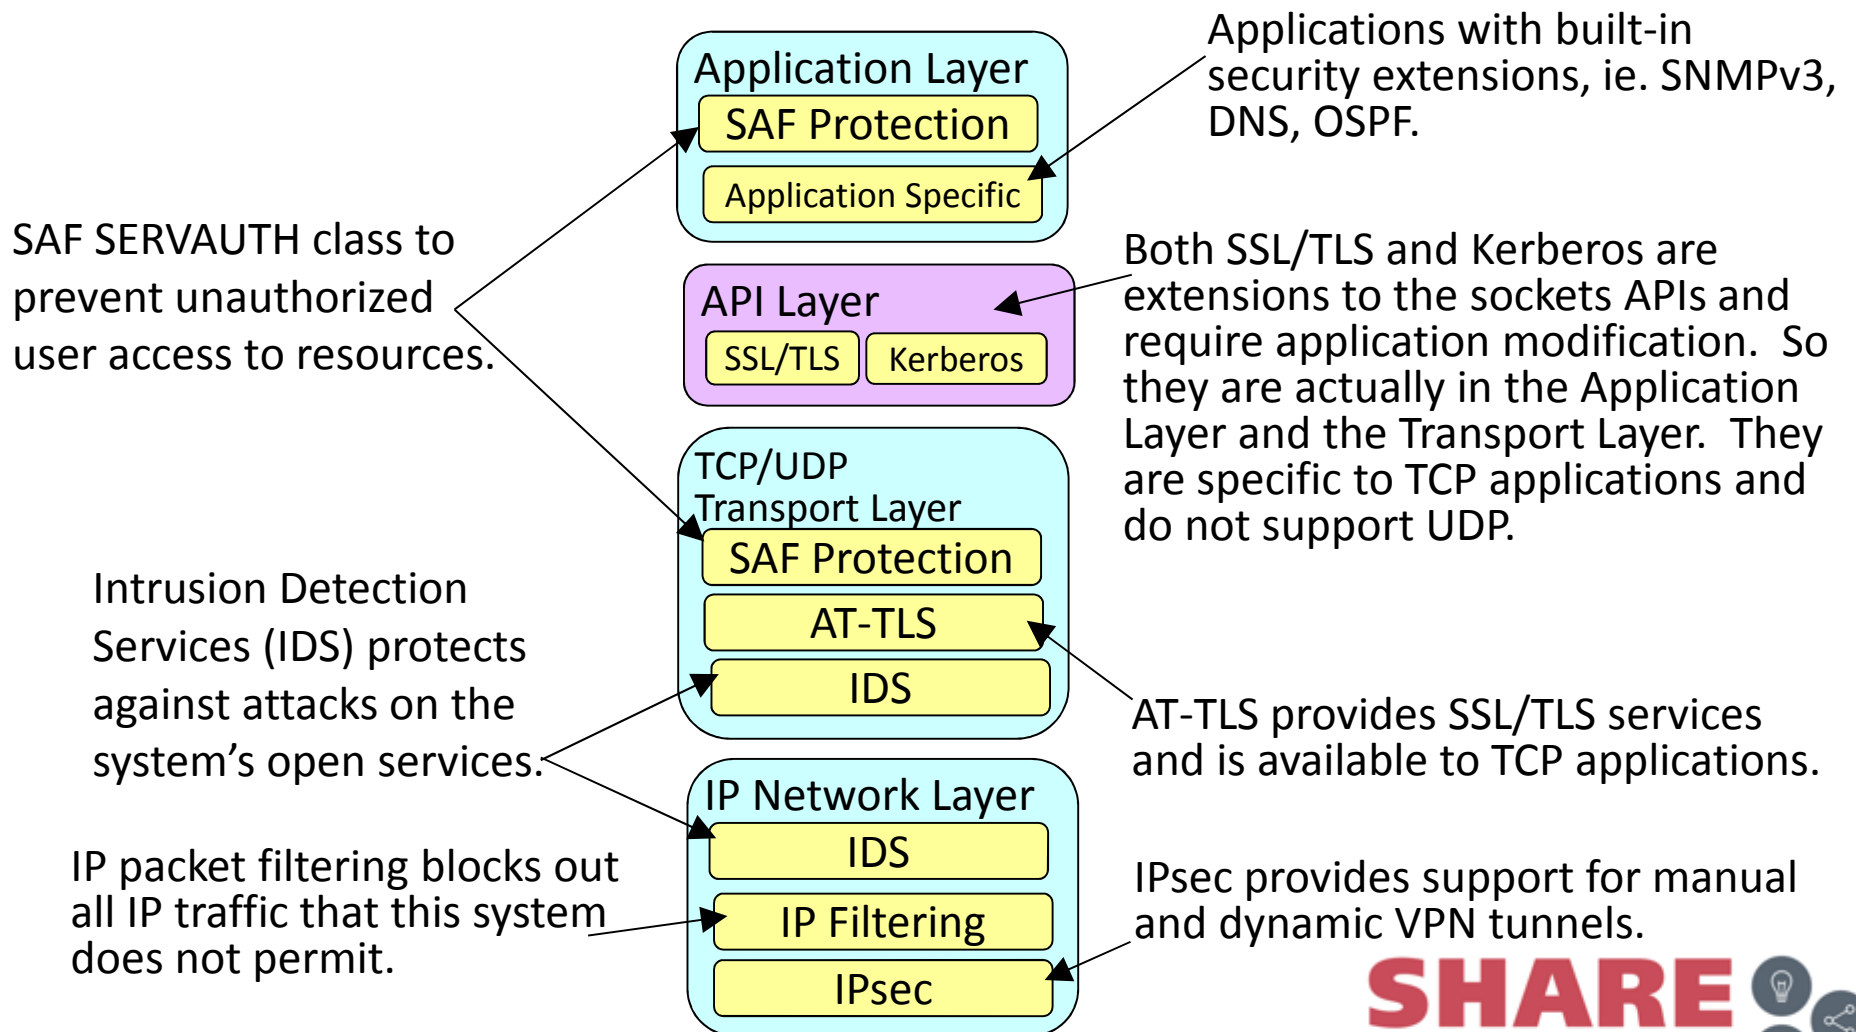 Applications with built-in
security extensions, ie. SNMPv3,
DNS, OSPF.
Application Layer
SAF Protection
Application Specific
SAF SERVAUTH class to
prevent unauthorized
user access to resources.
API Layer
SSL/TLS
Kerberos
Both SSL/TLS and Kerberos are
extensions to the sockets APIs and
require application modification. So
they are actually in the Application
Layer and the Transport Layer. They
are specific to TCP applications and
do not support UDP.
TCP/UDP
Transport Layer
SAF Protection
AT-TLS
IDS
Intrusion Detection
Services (IDS) protects
against attacks on the
system’s open services.
AT-TLS provides SSL/TLS services
and is available to TCP applications.
IP Network Layer
IDS
IP Filtering
IPsec
IP packet filtering blocks out
all IP traffic that this system
does not permit.
IPsec provides support for manual
and dynamic VPN tunnels.
SHARE